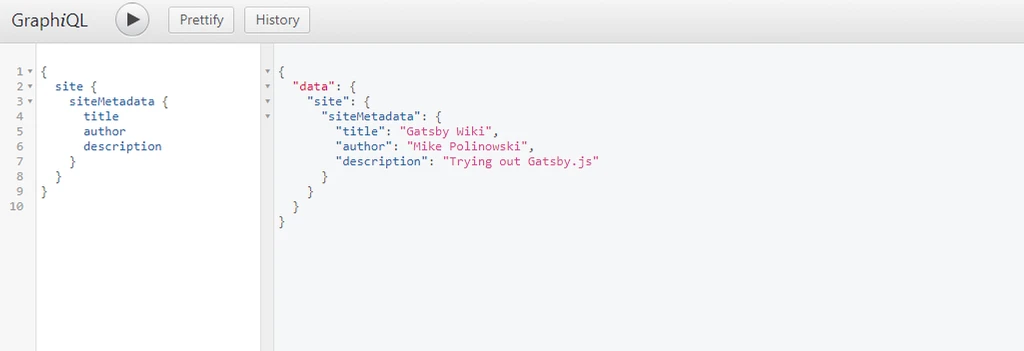 GraphiQL Prettify History
1 {
2 site {
3 siteMetadata {
4 title
5 author
6 description
7 }
8 }
9 }
10
{
"data": {
"site": {
"siteMetadata": {
"title": "Gatsby Wiki",
"author": "Mike Polinowski",
"description": "Trying out Gatsby.js"
}
}
}
}